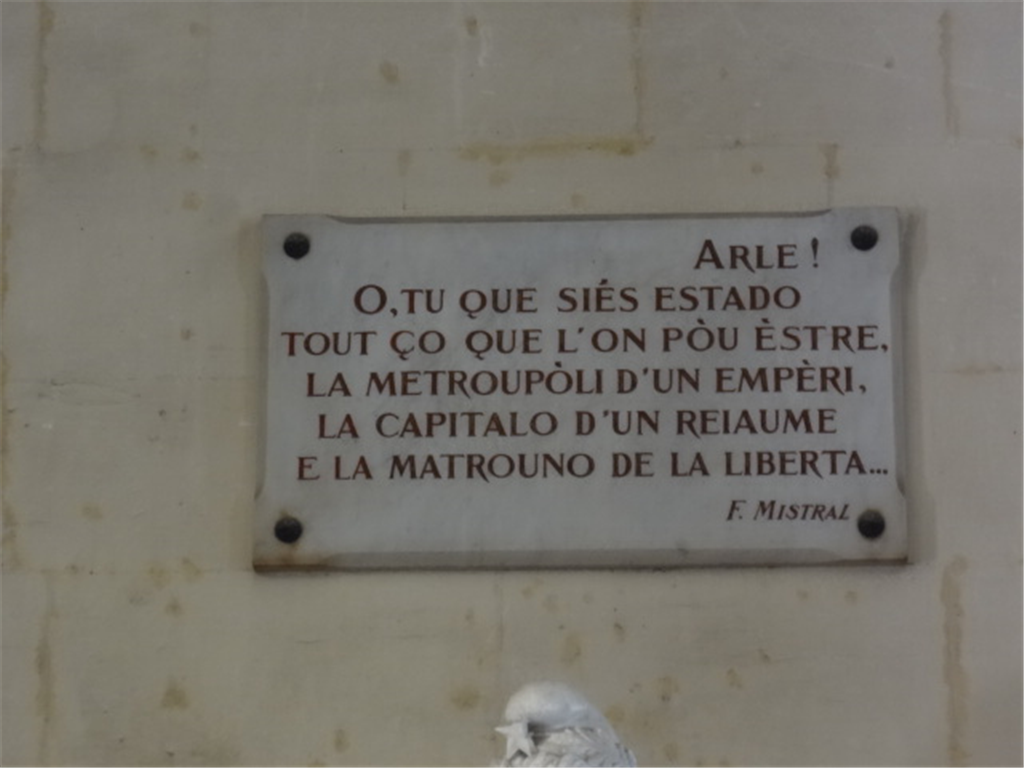 ARLE !
O, TU QUE SIÉS ESTADO
TOUT ÇO QUE L'ON PÒU ÈSTRE,
LA METROUPÒLI D'UN EMPÈRI,
LA CAPITALO D'UN REIAUME
E LA MATROUNO DE LA LIBERTA...
F. MISTRAL